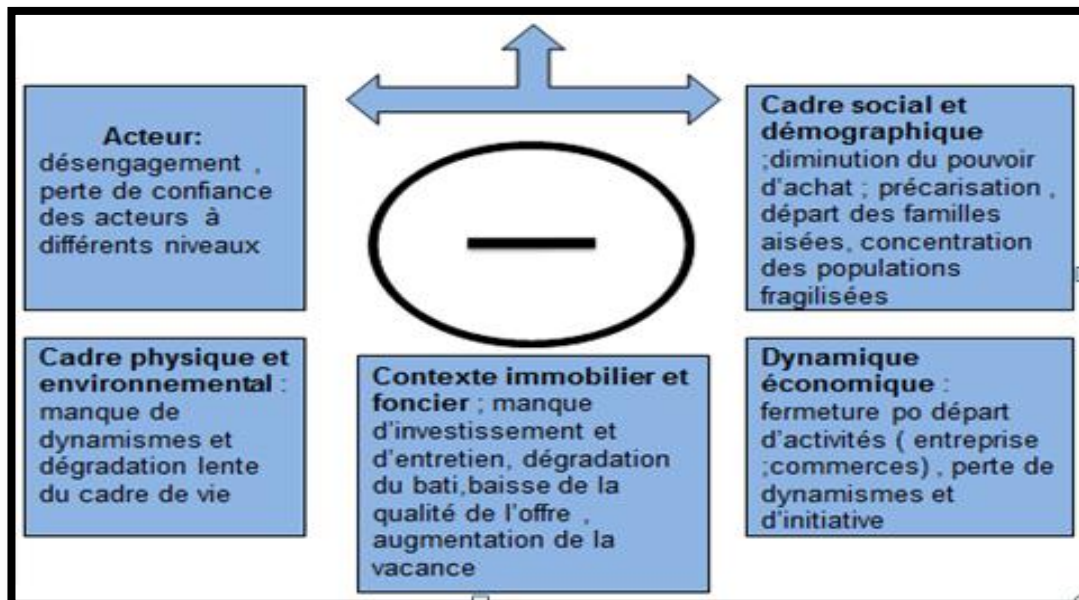 Acteur:
désengagement ,
perte de confiance
des acteurs à
différents niveaux
Cadre social et
démographique
;diminution du pouvoir
d'achat ; précarisation ,
départ des familles
aisées, concentration
des populations
fragilisées
Cadre physique et
environnemental :
manque de
dynamismes et
dégradation lente
du cadre de vie
Contexte immobilier et
foncier ; manque
d'investissement et
d'entretien, dégradation
du bati,baisse de la
qualité de l'offre ,
augmentation de la
vacance
Dynamique
économique :
fermeture po départ
d'activités ( entreprise
;commerces) , perte de
dynamismes et
d'initiative